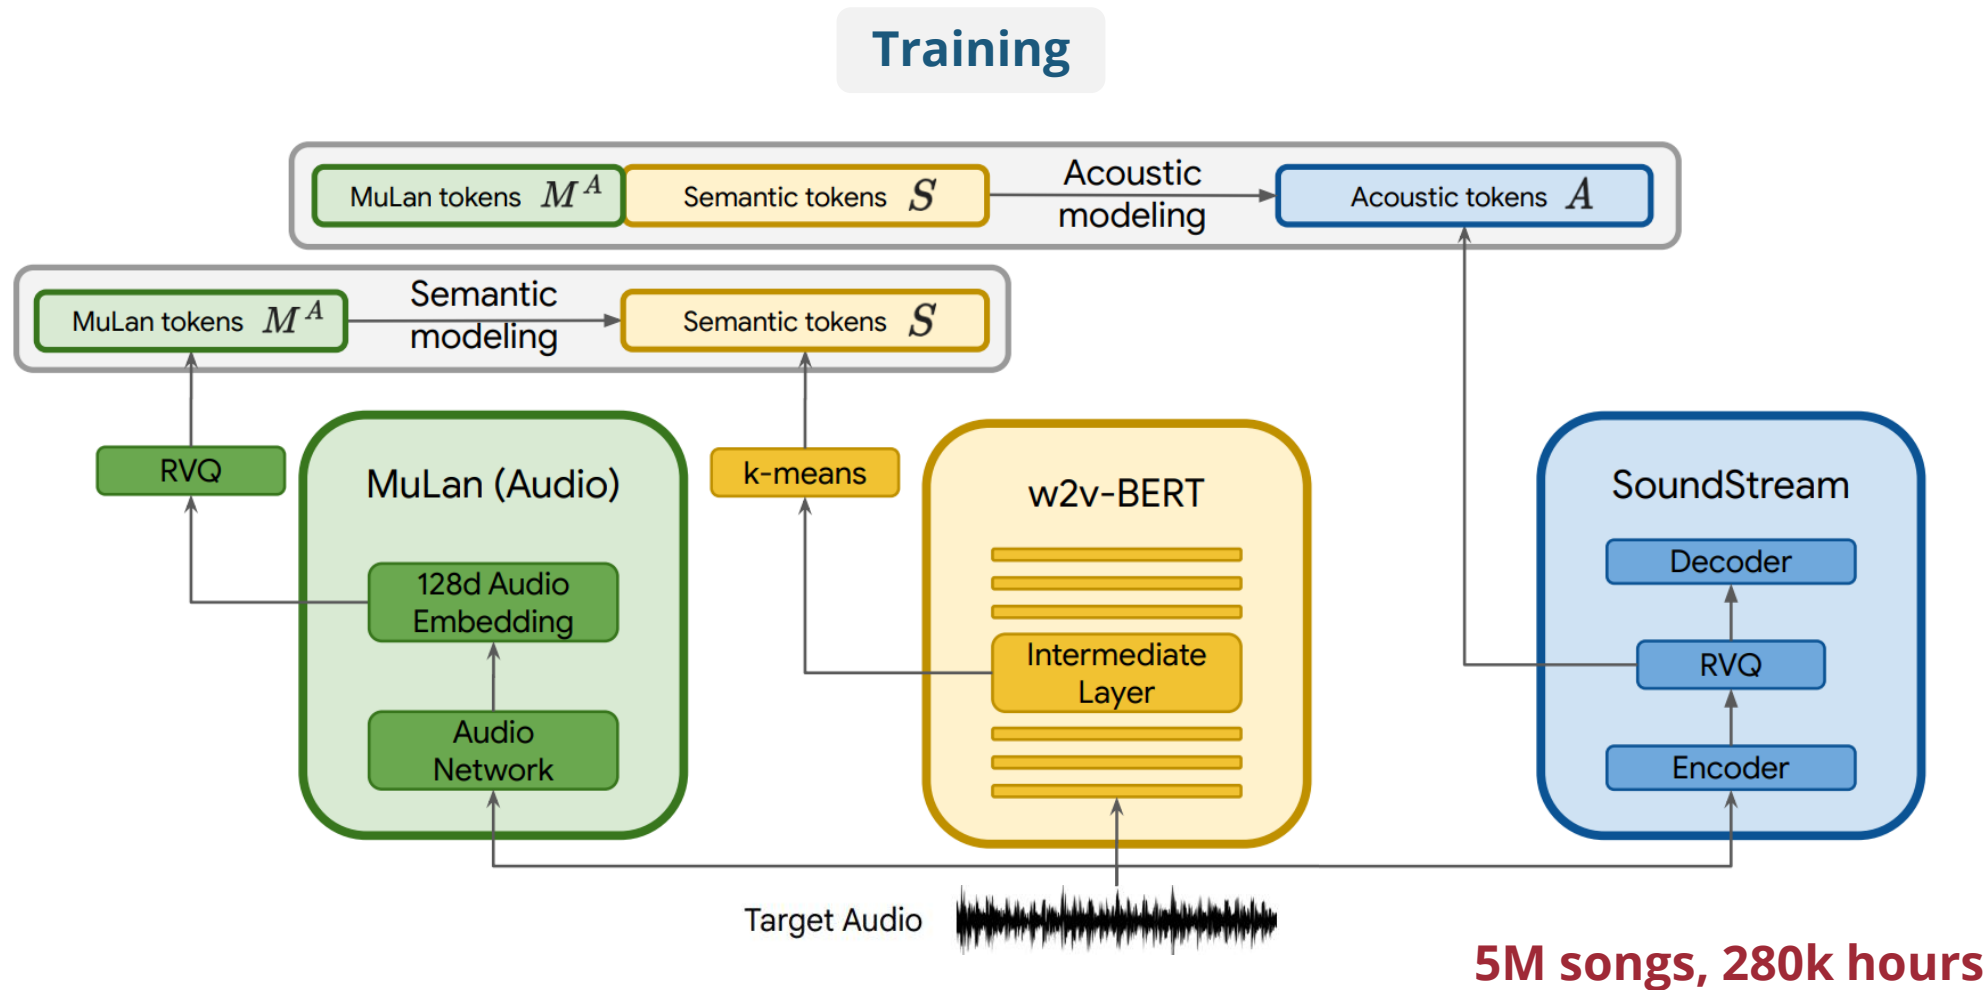 Training
MuLan tokens M^A
Semantic tokens S
Acoustic
modeling
Acoustic tokens A
MuLan tokens M^A
Semantic
modeling
Semantic tokens S
RVQ
MuLan (Audio)
128d Audio
Embedding
Audio
Network
k-means
w2v-BERT
Intermediate
Layer
SoundStream
Decoder
RVQ
Encoder
Target Audio
5M songs, 280k hours